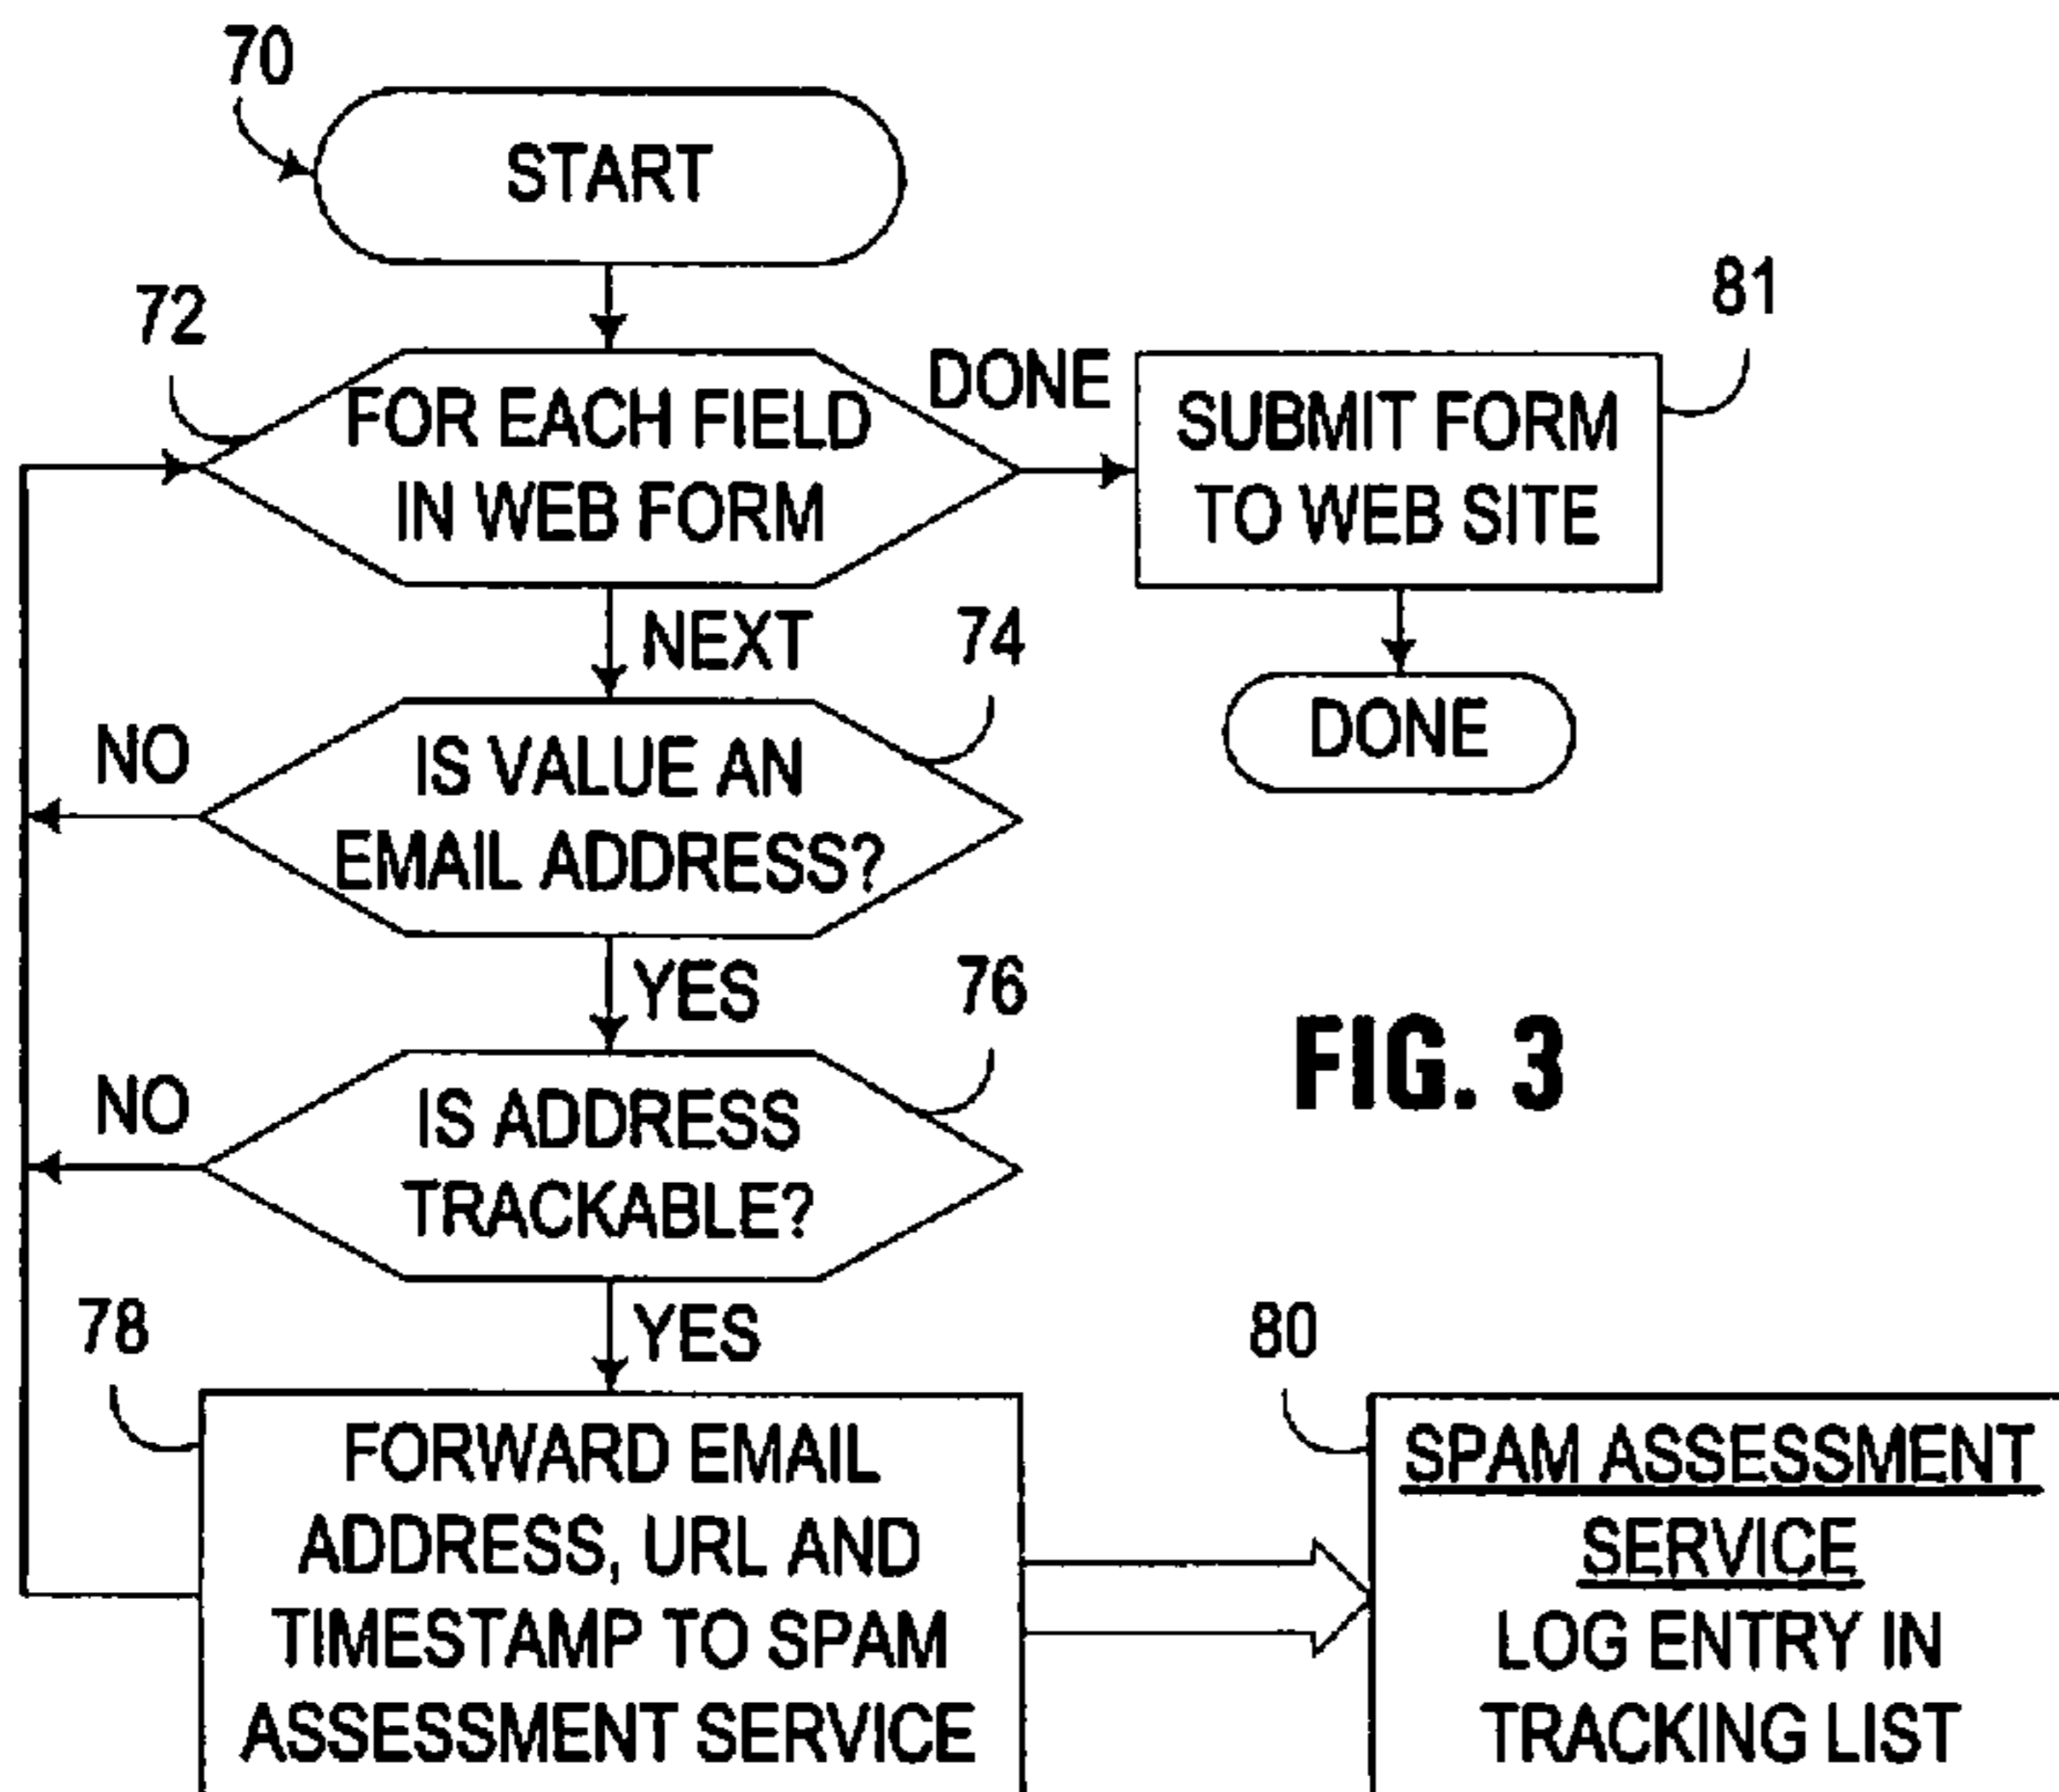 70
START
72
FOR EACH FIELD
IN WEB FORM
DONE
81
SUBMIT FORM
TO WEB SITE
DONE
NEXT
74
NO
IS VALUE AN
EMAIL ADDRESS?
YES
76
NO
IS ADDRESS
TRACKABLE?
FIG. 3
YES
78
FORWARD EMAIL
ADDRESS, URL AND
TIMESTAMP TO SPAM
ASSESSMENT SERVICE
80
SPAM ASSESSMENT
SERVICE
LOG ENTRY IN
TRACKING LIST